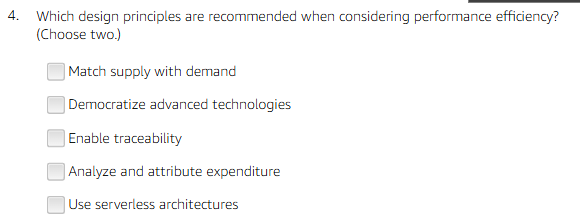 4. Which design principles are recommended when considering performance efficiency?
(Choose two.)
Match supply with demand
Democratize advanced technologies
Enable traceability
Analyze and attribute expenditure
Use serverless architectures